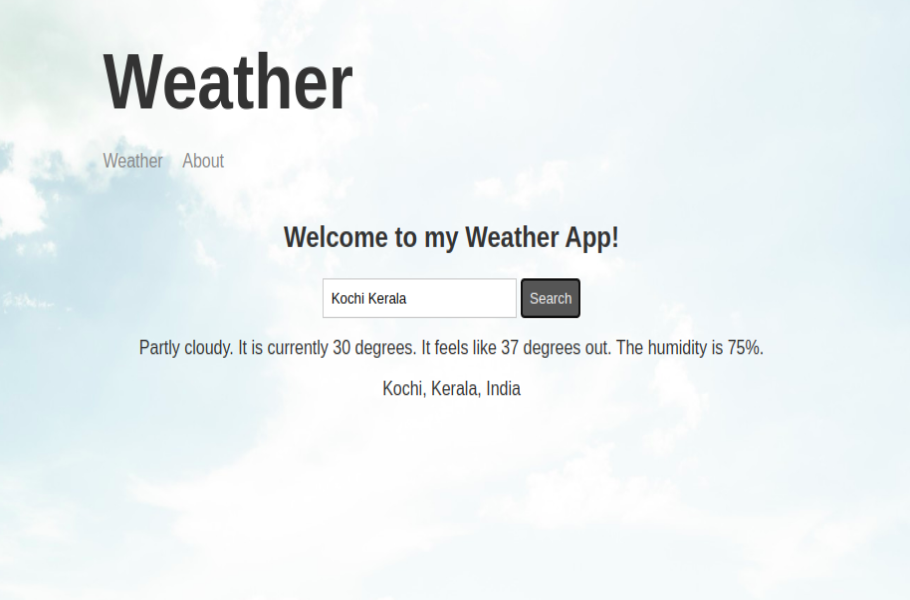 Weather
Weather About
Welcome to my Weather App!
Kochi Kerala Search
Partly cloudy. It is currently 30 degrees. It feels like 37 degrees out. The humidity is 75%.
Kochi, Kerala, India